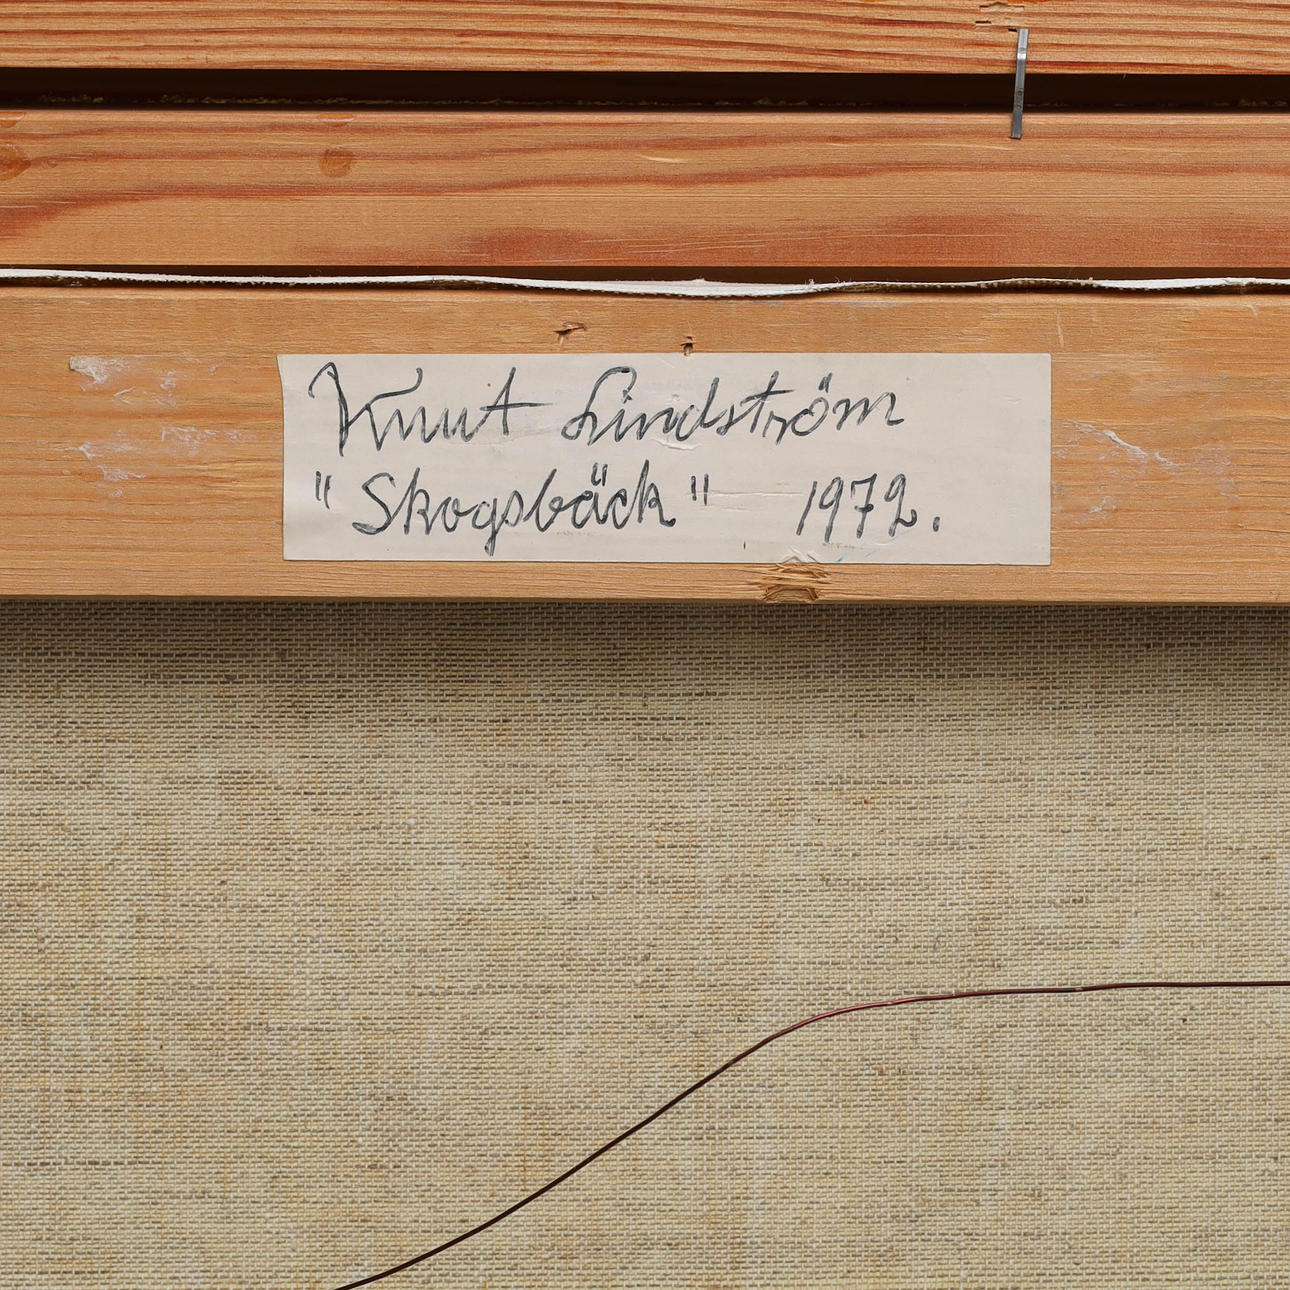 Knut Lindström
"Skogsbäck" 1972.